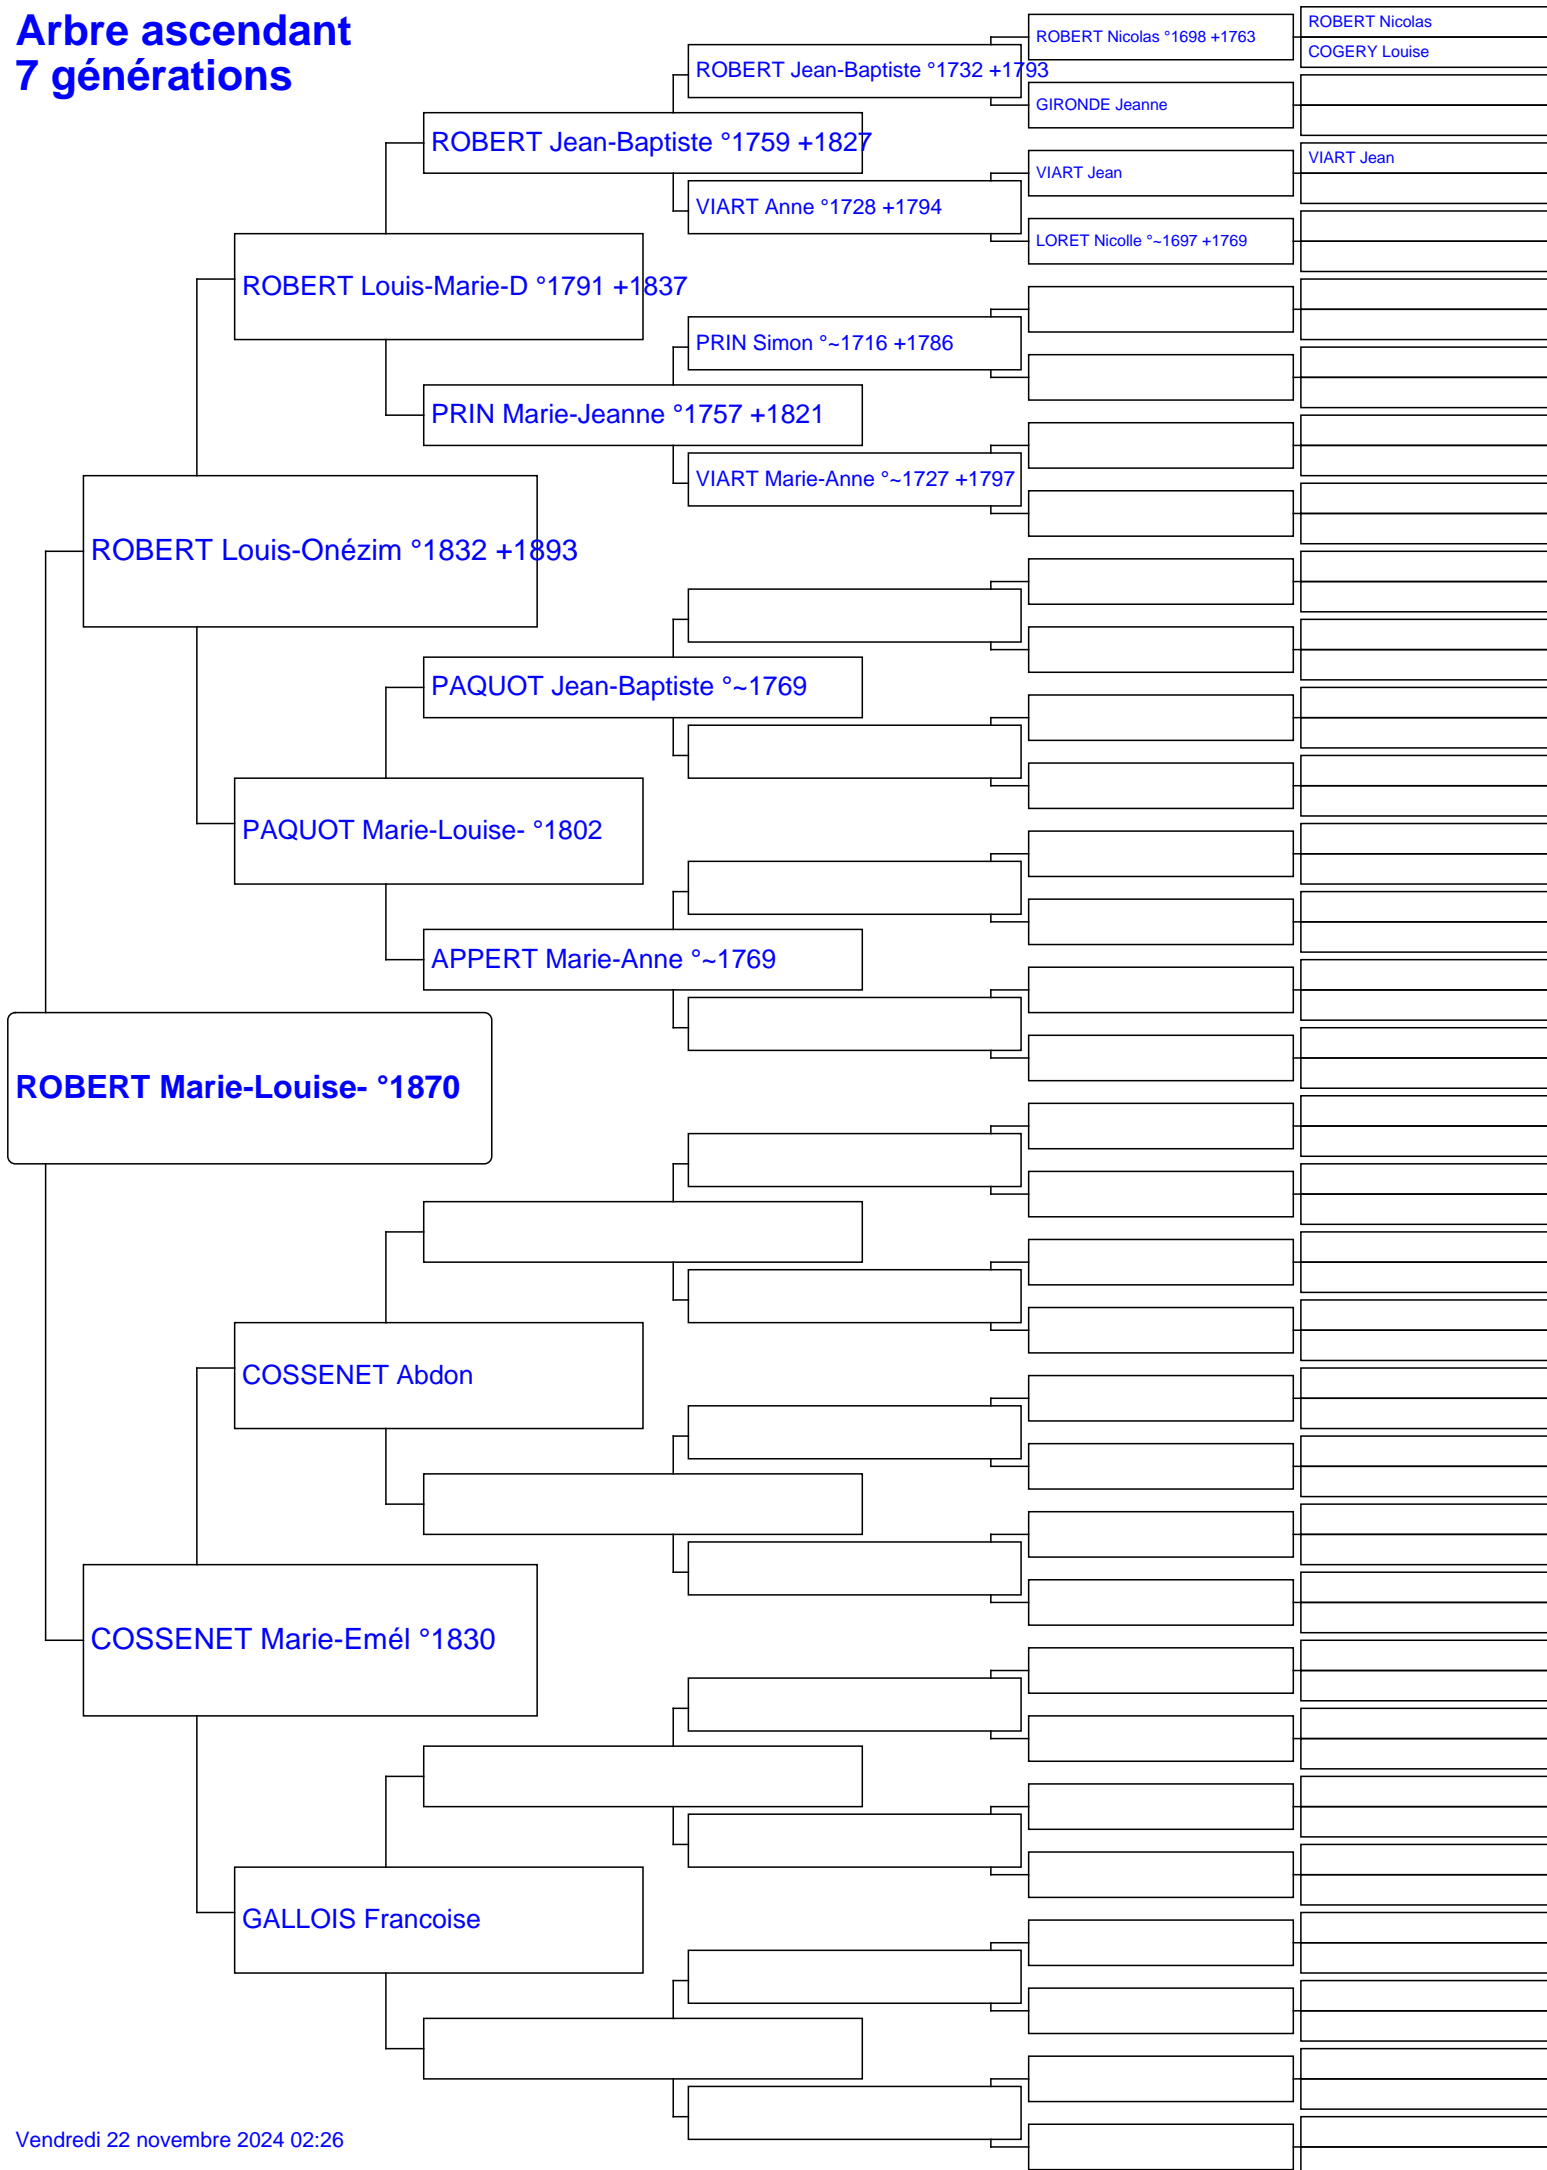 Arbre ascendant
7 générations
ROBERT Nicolas
COGERY Louise
ROBERT Nicolas °1698 +1763
ROBERT Jean-Baptiste °1732 +1793
GIRONDE Jeanne
ROBERT Jean-Baptiste °1759 +1827
VIART Jean
VIART Jean
VIART Anne °1728 +1794
LORET Nicolle °~1697 +1769
ROBERT Louis-Marie-D °1791 +1837
PRIN Simon °~1716 +1786
PRIN Marie-Jeanne °1757 +1821
VIART Marie-Anne °~1727 +1797
ROBERT Louis-Onézim °1832 +1893
PAQUOT Jean-Baptiste °~1769
PAQUOT Marie-Louise- °1802
APPERT Marie-Anne °~1769
ROBERT Marie-Louise- °1870
COSSENET Abdon
COSSENET Marie-Emél °1830
GALLOIS Francoise
Vendredi 22 novembre 2024 02:26